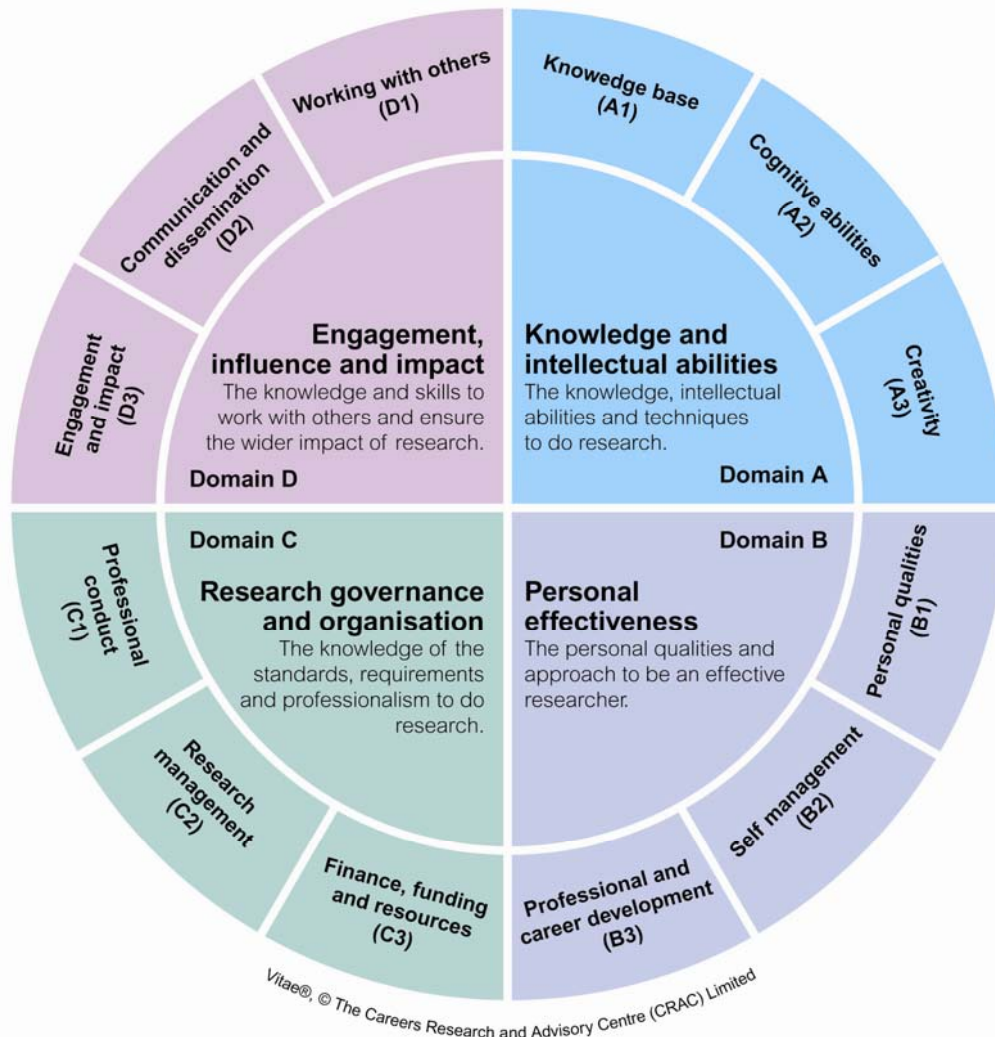 Working with others
(D1)
Knowedge base
(A1)
Cognitive abilities
(A2)
Creativity
(A3)
Communication and
dissemination
(D2)
Engagement
and impact
(D3)
Engagement,
influence and impact
The knowledge and skills to
work with others and ensure
the wider impact of research.
Domain D
Knowledge and
intellectual abilities
The knowledge, intellectual
abilities and techniques
to do research.
Domain A
Domain C
Research governance
and organisation
The knowledge of the
standards, requirements
and professionalism to do
research.
Domain B
Personal
effectiveness
The personal qualities and
approach to be an effective
researcher.
Personal qualities
(B1)
Self management
(B2)
Professional and
career development
(B3)
Professional
conduct
(C1)
Research
management
(C2)
Finance, funding
and resources
(C3)
Vitae®, © The Careers Research and Advisory Centre (CRAC) Limited